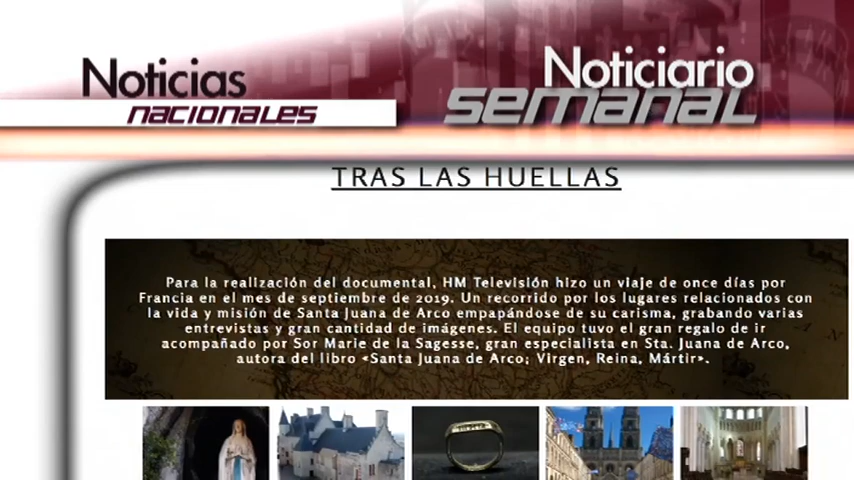 Noticias
nacionales
Noticiario
semanal
TRAS LAS HUELLAS
Para la realización del documental, HM Televisión hizo un viaje de once días por
Francia en el mes de septiembre de 2019. Un recorrido por los lugares relacionados con
la vida y misión de Santa Juana de Arco empapándose de su carisma, grabando varias
entrevistas y gran cantidad de imágenes. El equipo tuvo el gran regalo de ir
acompañado por Sor Marie de la Sagesse, gran especialista en Sta. Juana de Arco,
autora del libro «Santa Juana de Arco; Virgen, Reina, Mártir».